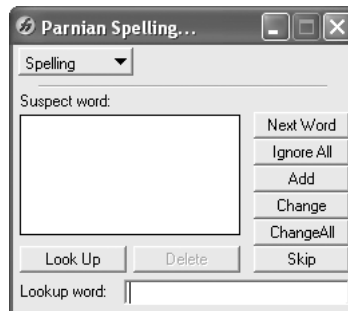 Parnian Spelling...
Spelling
Suspect word:
Next Word
Ignore All
Add
Change
ChangeAll
Look Up Delete Skip
Lookup word: